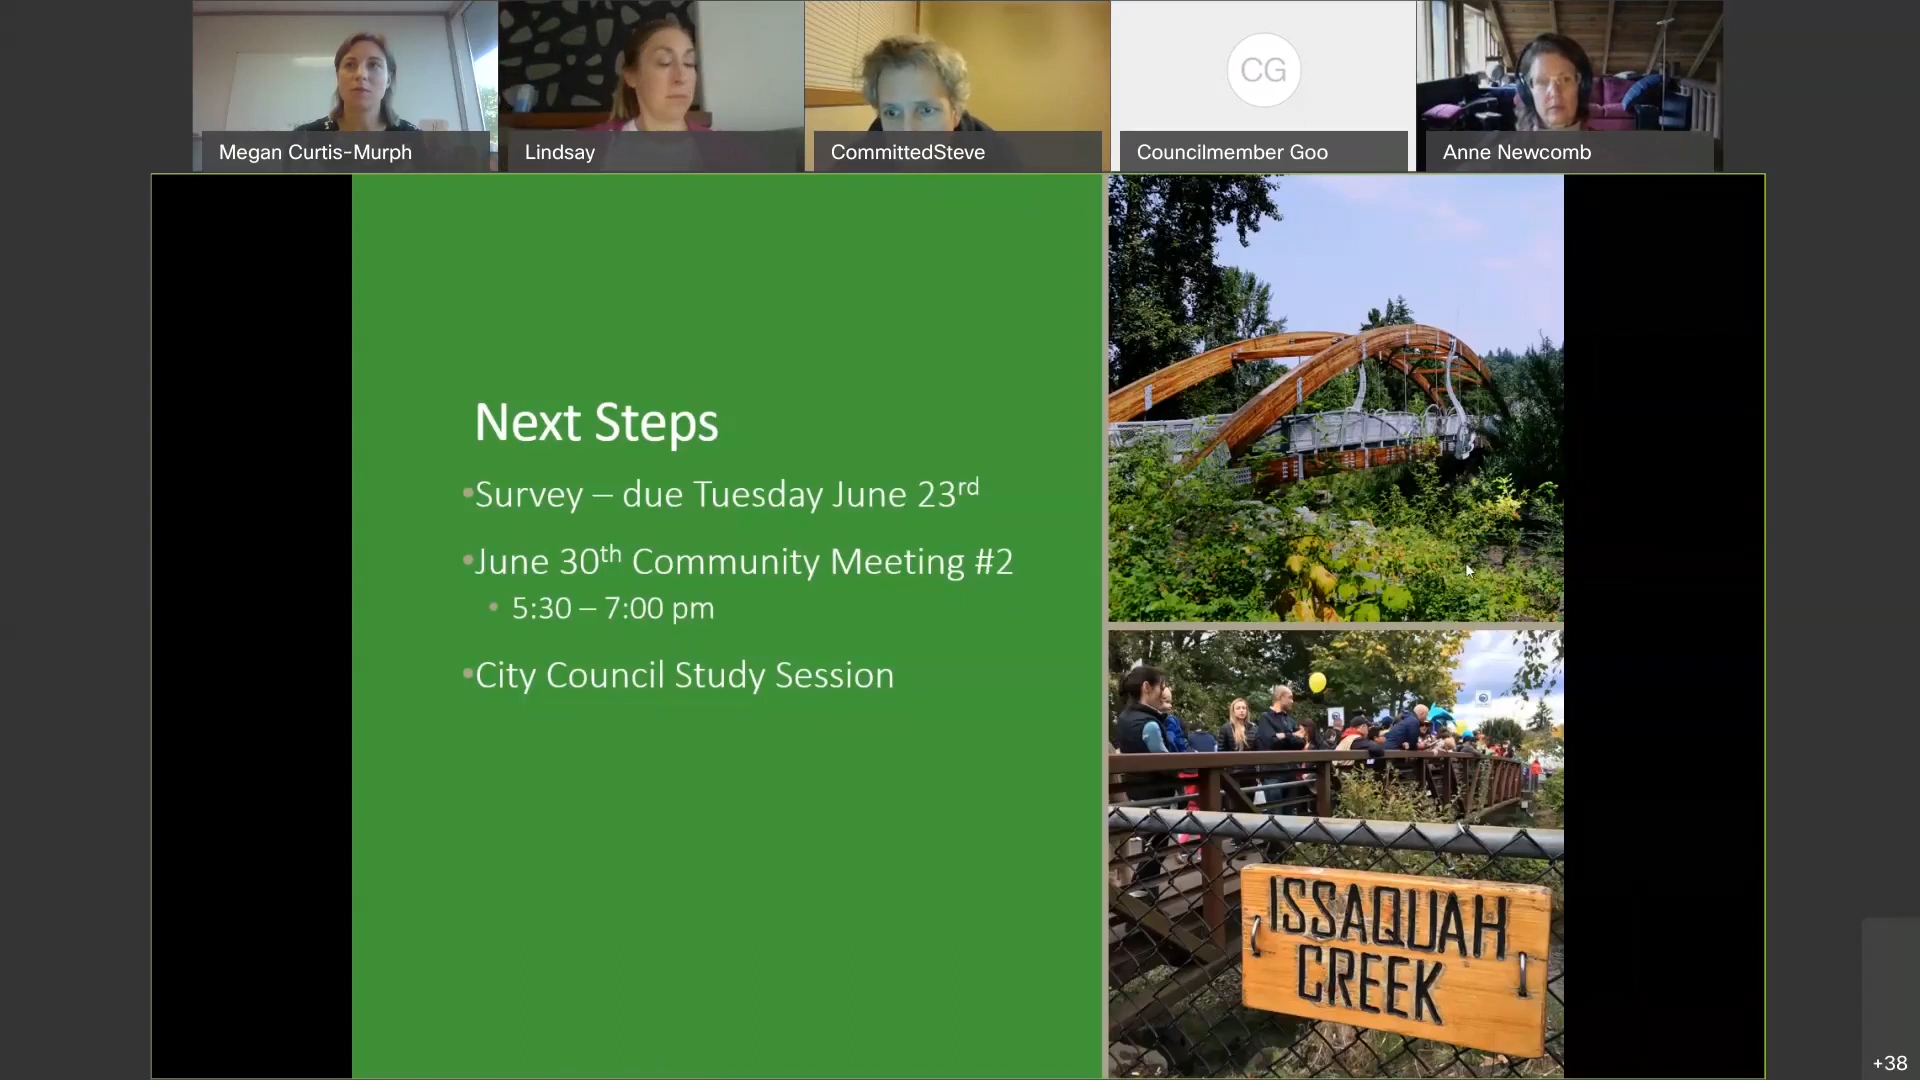 Megan Curtis-Murph
Lindsay
CommittedSteve
CG
Councilmember Goo
Anne Newcomb
Next Steps
•Survey – due Tuesday June 23rd
•June 30th Community Meeting #2
• 5:30 – 7:00 pm
•City Council Study Session
ISSAQUAH
CREEK
+38